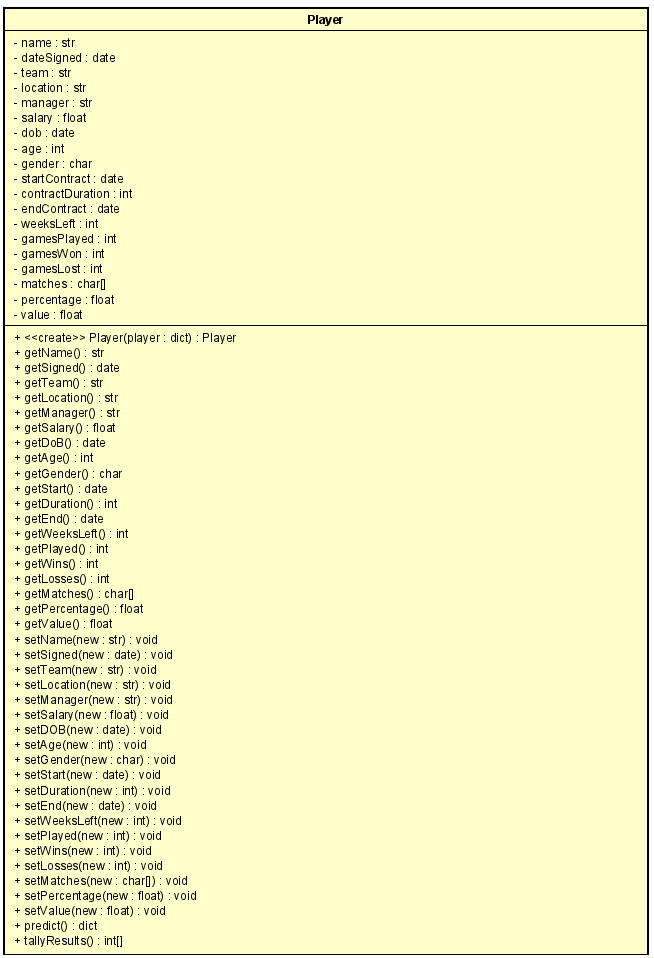 Player
- name : str
- dateSigned : date
- team : str
- location : str
- manager : str
- salary : float
- dob : date
- age : int
- gender : char
- startContract : date
- contractDuration : int
- endContract : date
- weeksLeft : int
- gamesPlayed : int
- gamesWon : int
- gamesLost : int
- matches : char[]
- percentage : float
- value : float
+ <<create>> Player(player : dict) : Player
+ getName() : str
+ getSigned() : date
+ getTeam() : str
+ getLocation() : str
+ getManager() : str
+ getSalary() : float
+ getDoB() : date
+ getAge() : int
+ getGender() : char
+ getStart() : date
+ getDuration() : int
+ getEnd() : date
+ getWeeksLeft() : int
+ getPlayed() : int
+ getWins() : int
+ getLosses() : int
+ getMatches() : char[]
+ getPercentage() : float
+ getValue() : float
+ setName(new : str) : void
+ setSigned(new : date) : void
+ setTeam(new : str) : void
+ setLocation(new : str) : void
+ setManager(new : str) : void
+ setSalary(new : float) : void
+ setDOB(new : date) : void
+ setAge(new : int) : void
+ setGender(new : char) : void
+ setStart(new : date) : void
+ setDuration(new : int) : void
+ setEnd(new : date) : void
+ setWeeksLeft(new : int) : void
+ setPlayed(new : int) : void
+ setWins(new : int) : void
+ setLosses(new : int) : void
+ setMatches(new : char[]) : void
+ setPercentage(new : float) : void
+ setValue(new : float) : void
+ predict() : dict
+ tallyResults() : int[]